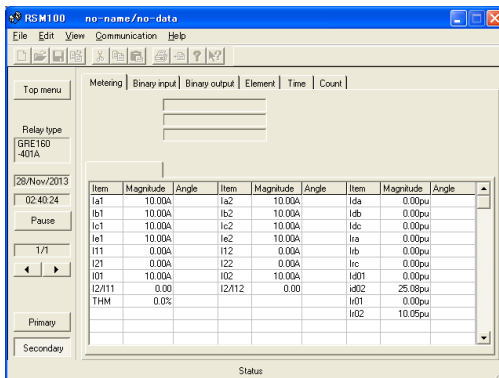 RSM100 no-name/no-data
File Edit View Communication Help
Top menu
Metering Binary input Binary output Element Time Count
Relay type
GRE160
-401A
28/Nov/2013
02:40:24
Pause
1/1
Primary
Secondary
Item Magnitude Angle Item Magnitude Angle Item Magnitude Angle
Ia1 10.00A Ia2 10.00A Ida 0.00pu
Ib1 10.00A Ib2 10.00A Idb 0.00pu
Ic1 10.00A Ic2 10.00A Idc 0.00pu
Ie1 10.00A Ie2 10.00A Ira 0.00pu
I11 0.00A I12 0.00A Irb 0.00pu
I21 0.00A I22 0.00A Irc 0.00pu
I01 10.00A I02 10.00A Id01 0.00pu
I2/I11 0.00 I2/I12 0.00 id02 25.08pu
THM 0.0% Ir01 0.00pu
Ir02 10.05pu
Status